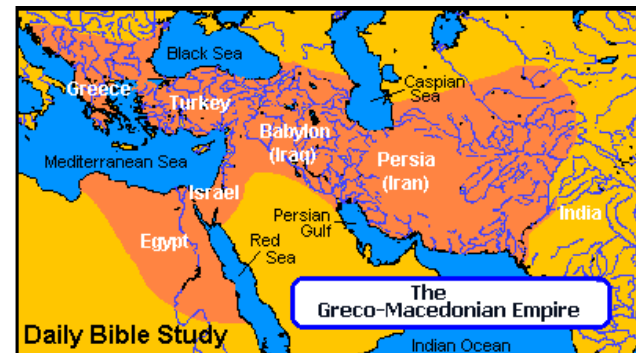 Black Sea
Greece
Turkey
Caspian
Sea
Babylon
(Iraq)
Mediterranean Sea
Persia
(Iran)
Israel
Persian
Gulf
India
Egypt
Red
Sea
The
Greco-Macedonian Empire
Daily Bible Study
Indian Ocean